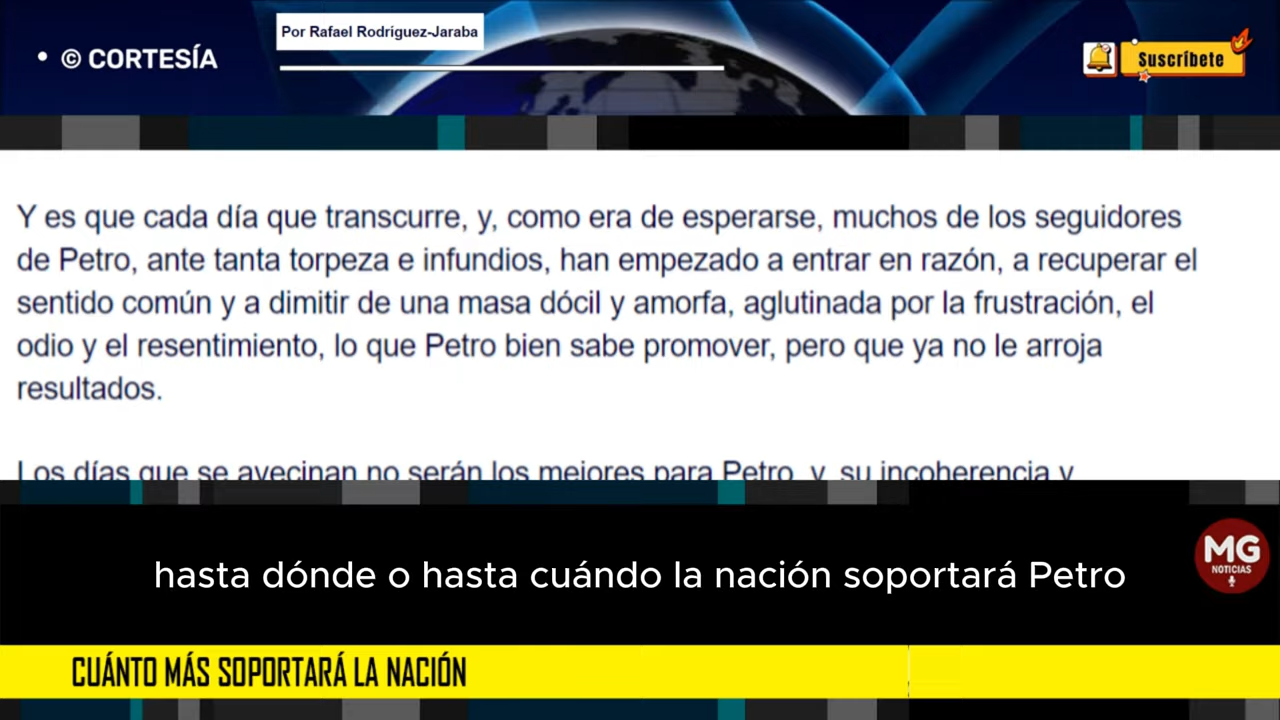 Por Rafael Rodríguez-Jaraba
• © CORTESÍA
Suscríbete
Y es que cada día que transcurre, y, como era de esperarse, muchos de los seguidores
de Petro, ante tanta torpeza e infundios, han empezado a entrar en razón, a recuperar el
sentido común y a dimitir de una masa dócil y amorfa, aglutinada por la frustración, el
odio y el resentimiento, lo que Petro bien sabe promover, pero que ya no le arroja
resultados.
Los días que se avecinan no serán los mejores para Petro, y, su incoherencia y
hasta dónde o hasta cuándo la nación soportará Petro
MG
NOTICIAS
CUÁNTO MÁS SOPORTARÁ LA NACIÓN